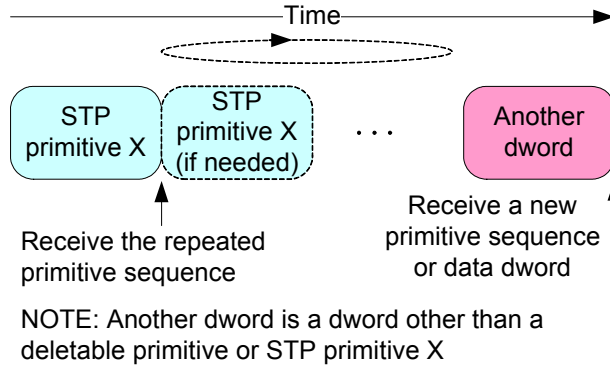 Time
STP
primitive X
STP
primitive X
(if needed)
. . .
Another
dword
Receive the repeated
primitive sequence
Receive a new
primitive sequence
or data dword
NOTE: Another dword is a dword other than a
deletable primitive or STP primitive X